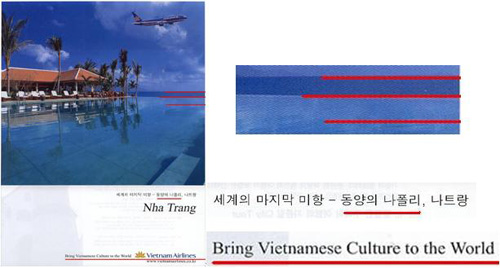 세계의 마지막 미항 – 동양의 나폴리, 나트랑
Nha Trang
Bring Vietnamese Culture to the World Vietnam Airlines
세계의 마지막 미항 – 동양의 나폴리, 나트랑
Bring Vietnamese Culture to the World